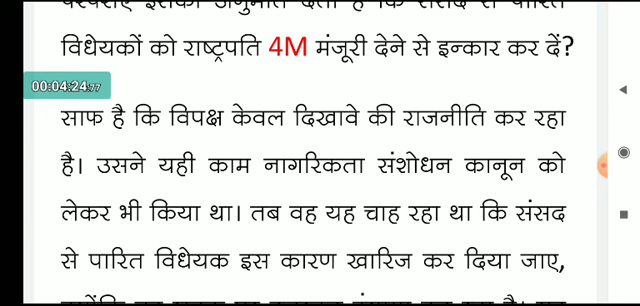 विधेयकों को राष्ट्रपति 4M मंजूरी देने से इन्कार कर दें?
00:04:24.77
साफ है कि विपक्ष केवल दिखावे की राजनीति कर रहा
है। उसने यही काम नागरिकता संशोधन कानून को
लेकर भी किया था। तब वह यह चाह रहा था कि संसद
से पारित विधेयक इस कारण खारिज कर दिया जाए,